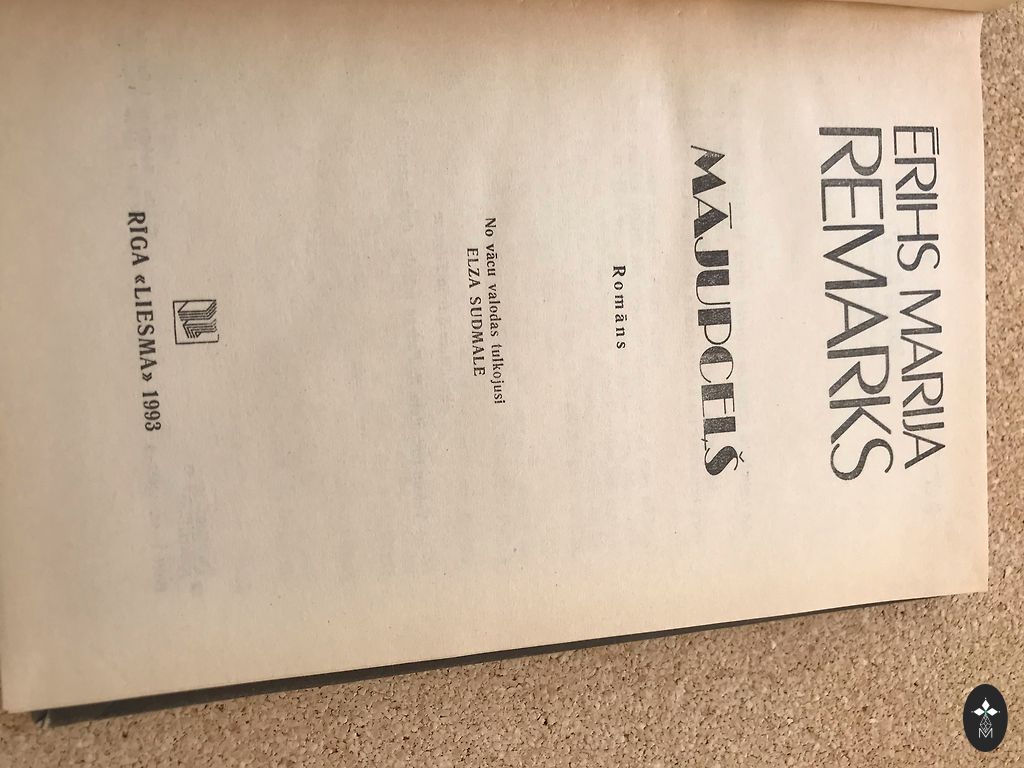 ĒRIHS MARIJA
REMARKS
MĀJUPCEĻŠ
Romāns
No vācu valodas tulkojusi
ELZA SUDMALE
RĪGA «LIESMA» 1993
M